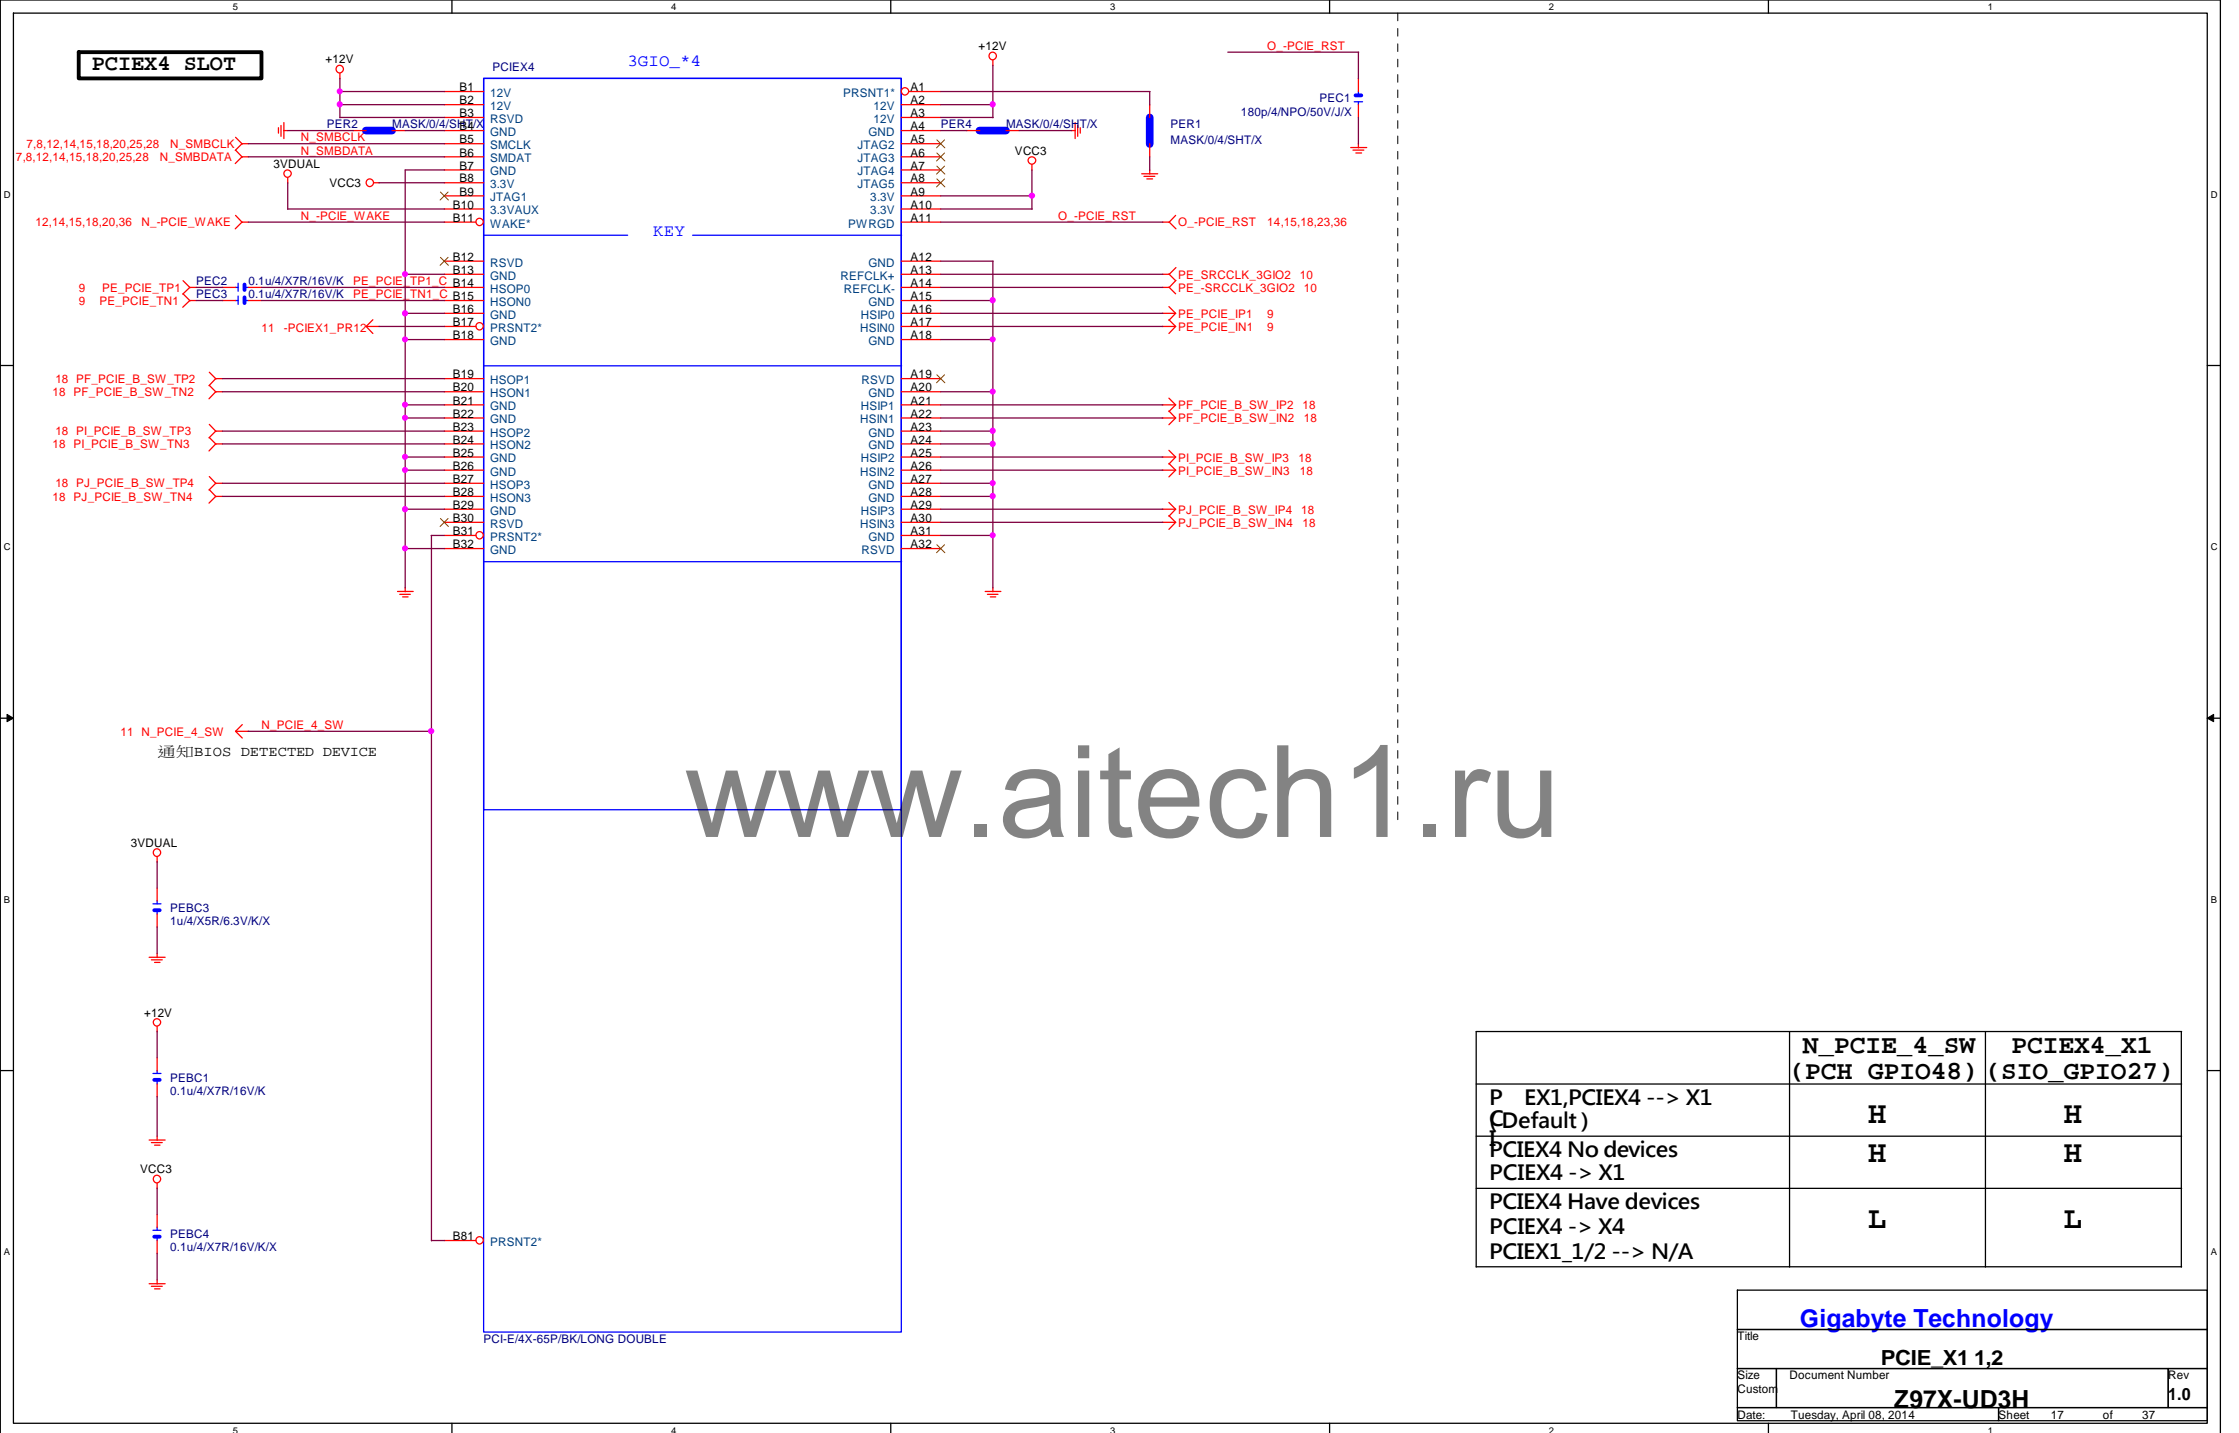 5 4 3 2 1
PCIEX4 SLOT
+12V
PCIEX4
3GIO_*4
+12V
O_-PCIE_RST
PEC1
180p/4/NPO/50V/J/X
B1 12V
B2 12V
B3 RSVD
PER2 MASK/0/4/SHT/X
B4 GND
7,8,12,14,15,18,20,25,28 N_SMBCLK N_SMBCLK B5 SMCLK
7,8,12,14,15,18,20,25,28 N_SMBDATA N_SMBDATA B6 SMDAT
3VDUAL
B7 GND
VCC3 B8 3.3V
B9 JTAG1
B10 3.3VAUX
12,14,15,18,20,36 N_-PCIE_WAKE N_-PCIE_WAKE B11 WAKE*
PRSNT1* A1
12V A2
12V A3
GND A4
PER4 MASK/0/4/SHT/X
PER1
MASK/0/4/SHT/X
JTAG2 A5
JTAG3 A6
JTAG4 A7
JTAG5 A8
VCC3
3.3V A9
3.3V A10
PWRGD A11 O_-PCIE_RST O_-PCIE_RST 14,15,18,23,36
KEY
B12 RSVD
B13 GND
9 PE_PCIE_TP1 PEC2 0.1u/4/X7R/16V/K PE_PCIE_TP1_C B14 HSOP0
9 PE_PCIE_TN1 PEC3 0.1u/4/X7R/16V/K PE_PCIE_TN1_C B15 HSON0
B16 GND
11 -PCIEX1_PR12 B17 PRSNT2*
B18 GND
GND A12
REFCLK+ A13 PE_SRCCLK_3GIO2 10
REFCLK- A14 PE_-SRCCLK_3GIO2 10
GND A15
HSIP0 A16 PE_PCIE_IP1 9
HSIN0 A17 PE_PCIE_IN1 9
GND A18
18 PF_PCIE_B_SW_TP2 B19 HSOP1
18 PF_PCIE_B_SW_TN2 B20 HSON1
B21 GND
B22 GND
18 PI_PCIE_B_SW_TP3 B23 HSOP2
18 PI_PCIE_B_SW_TN3 B24 HSON2
B25 GND
B26 GND
18 PJ_PCIE_B_SW_TP4 B27 HSOP3
18 PJ_PCIE_B_SW_TN4 B28 HSON3
B29 GND
B30 RSVD
B31 PRSNT2*
B32 GND
RSVD A19
GND A20
HSIP1 A21 PF_PCIE_B_SW_IP2 18
HSIN1 A22 PF_PCIE_B_SW_IN2 18
GND A23
GND A24
HSIP2 A25 PI_PCIE_B_SW_IP3 18
HSIN2 A26 PI_PCIE_B_SW_IN3 18
GND A27
GND A28
HSIP3 A29 PJ_PCIE_B_SW_IP4 18
HSIN3 A30 PJ_PCIE_B_SW_IN4 18
GND A31
RSVD A32
11 N_PCIE_4_SW N_PCIE_4_SW
通知BIOS DETECTED DEVICE
www.aitech1.ru
3VDUAL
PEBC3
1u/4/X5R/6.3V/K/X
+12V
PEBC1
0.1u/4/X7R/16V/K
VCC3
PEBC4
0.1u/4/X7R/16V/K/X
B81 PRSNT2*
PCI-E/4X-65P/BK/LONG DOUBLE
N_PCIE_4_SW PCIEX4_X1
(PCH GPIO48) (SIO_GPIO27)
PCIEX1,PCIEX4 --> X1
(Default) H H
PCIEX4 No devices H H
PCIEX4 -> X1
PCIEX4 Have devices
PCIEX4 -> X4 L L
PCIEX1_1/2 --> N/A
Gigabyte Technology
Title
PCIE_X1 1,2
Size Document Number Rev
Custom Z97X-UD3H 1.0
Date: Tuesday, April 08, 2014 Sheet 17 of 37
D D
C C
B B
A A
5 4 3 2 1